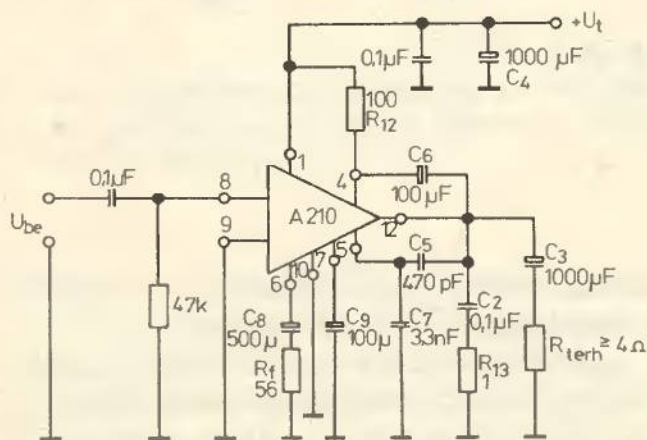 +Uₜ
0,1µF
1000 µF
C₄
100
R₁₂
1
4
C₆
100 µF
0,1µF
8
Ube
9
A 210
12
6
10
7
5
C₅
470 pF
C₃
1000µF
47k
C₈
500µ
C₉
100µ
C₇
3,3nF
C₂
0,1µF
Rf
56
R₁₃
1
Rterh ≥ 4 Ω